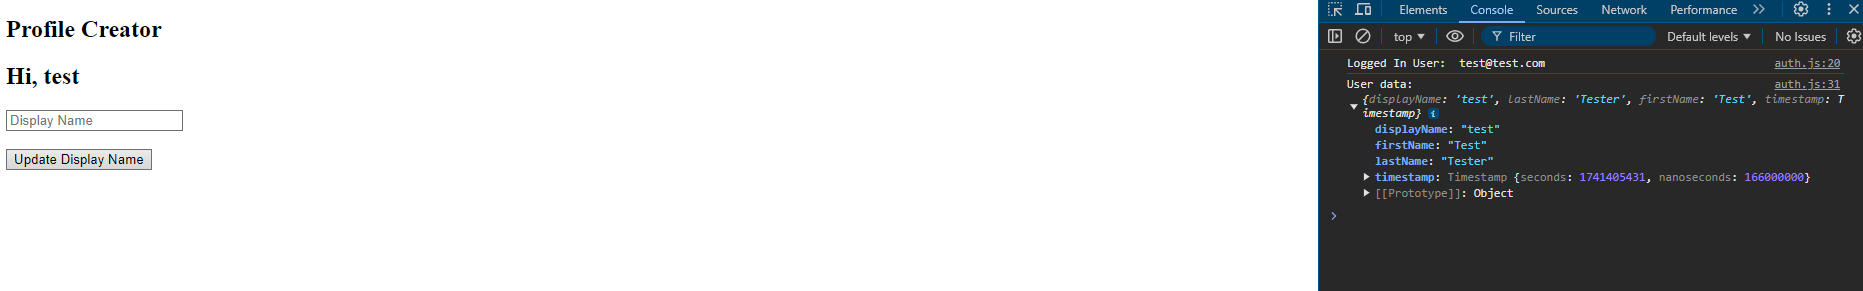 Profile Creator
Hi, test
Display Name
Update Display Name
Elements Console Sources Network Performance
top Filter Default levels No Issues
Logged In User: test@test.com auth.js:20
User data: auth.js:31
{displayName: 'test', lastName: 'Tester', firstName: 'Test', timestamp: T
imestamp} i
displayName: "test"
firstName: "Test"
lastName: "Tester"
timestamp: Timestamp {seconds: 1741405431, nanoseconds: 166000000}
[[Prototype]]: Object